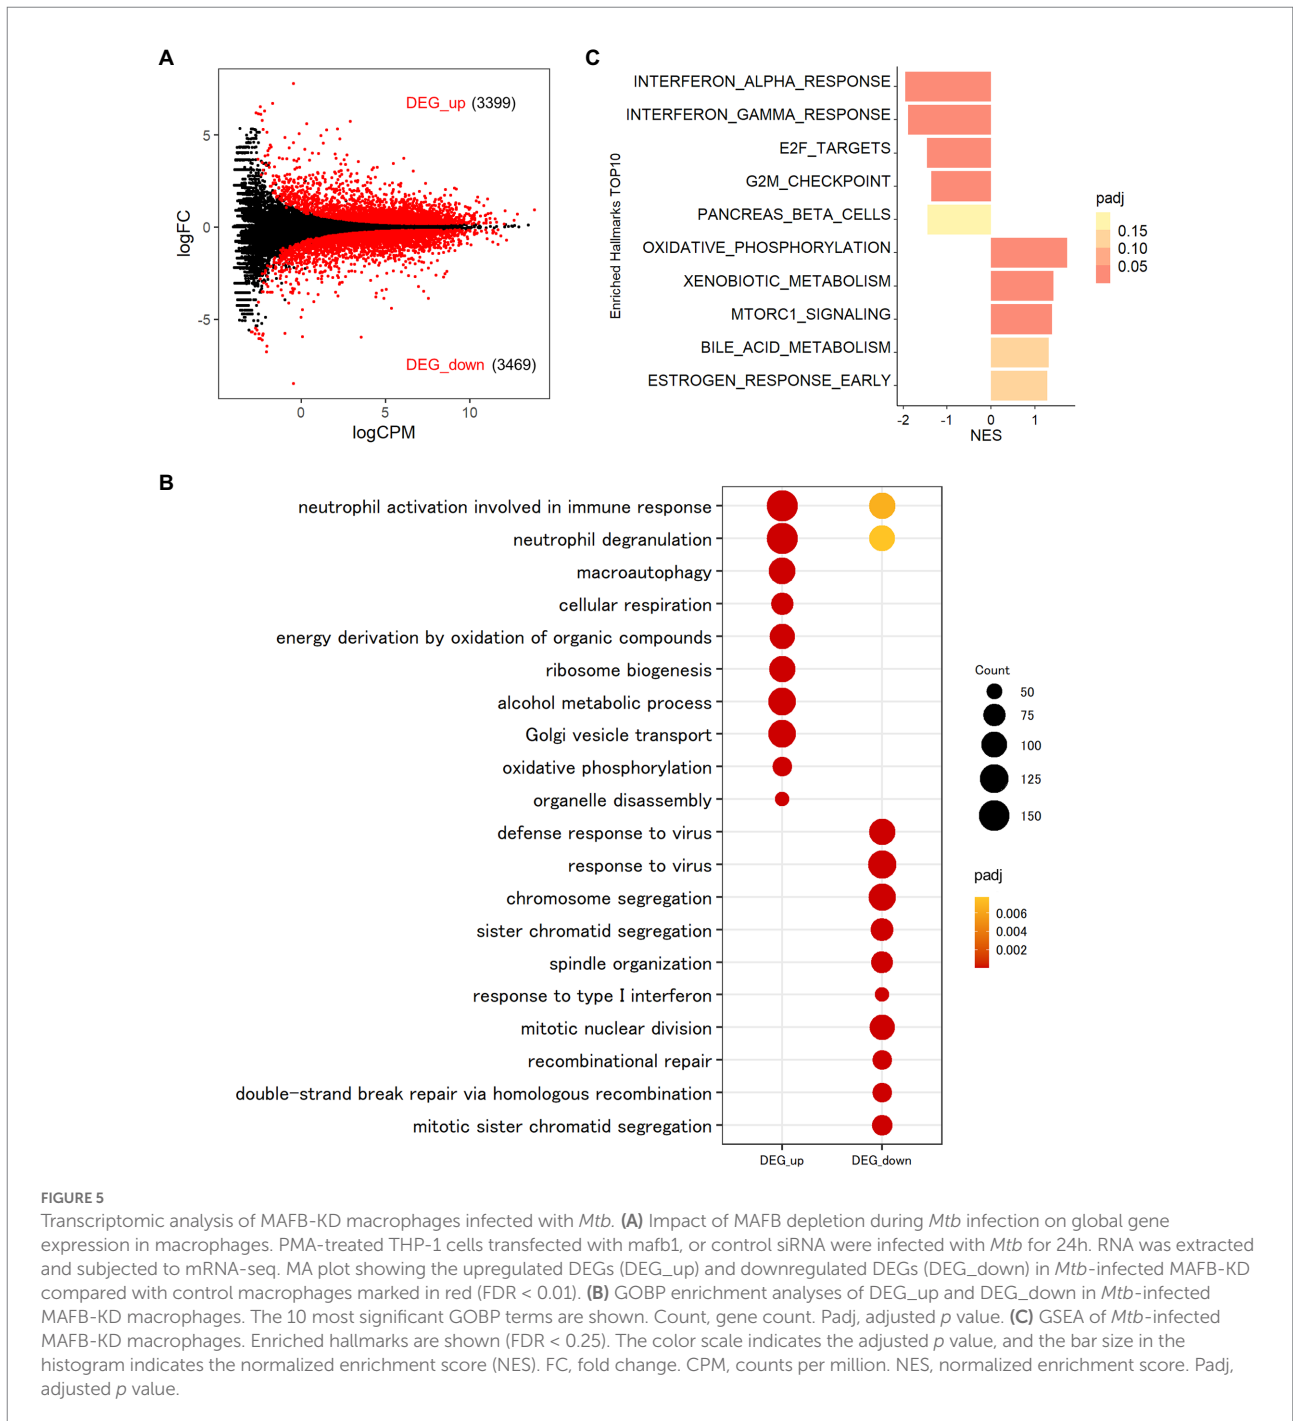 A
DEG_up (3399)
DEG_down (3469)
5
0
-5
logFC
0
5
10
logCPM
C
Enriched Hallmarks TOP10
INTERFERON_ALPHA_RESPONSE
INTERFERON_GAMMA_RESPONSE
E2F_TARGETS
G2M_CHECKPOINT
PANCREAS_BETA_CELLS
OXIDATIVE_PHOSPHORYLATION
XENOBIOTIC_METABOLISM
MTORC1_SIGNALING
BILE_ACID_METABOLISM
ESTROGEN_RESPONSE_EARLY
-2
-1
0
1
NES
padj
0.15
0.10
0.05
B
neutrophil activation involved in immune response
neutrophil degranulation
macroautophagy
cellular respiration
energy derivation by oxidation of organic compounds
ribosome biogenesis
alcohol metabolic process
Golgi vesicle transport
oxidative phosphorylation
organelle disassembly
defense response to virus
response to virus
chromosome segregation
sister chromatid segregation
spindle organization
response to type I interferon
mitotic nuclear division
recombinational repair
double-strand break repair via homologous recombination
mitotic sister chromatid segregation
DEG_up
DEG_down
Count
50
75
100
125
150
padj
0.006
0.004
0.002
FIGURE 5
Transcriptomic analysis of MAFB-KD macrophages infected with Mtb. (A) Impact of MAFB depletion during Mtb infection on global gene
expression in macrophages. PMA-treated THP-1 cells transfected with mafb1, or control siRNA were infected with Mtb for 24h. RNA was extracted
and subjected to mRNA-seq. MA plot showing the upregulated DEGs (DEG_up) and downregulated DEGs (DEG_down) in Mtb-infected MAFB-KD
compared with control macrophages marked in red (FDR < 0.01). (B) GOBP enrichment analyses of DEG_up and DEG_down in Mtb-infected
MAFB-KD macrophages. The 10 most significant GOBP terms are shown. Count, gene count. Padj, adjusted p value. (C) GSEA of Mtb-infected
MAFB-KD macrophages. Enriched hallmarks are shown (FDR < 0.25). The color scale indicates the adjusted p value, and the bar size in the
histogram indicates the normalized enrichment score (NES). FC, fold change. CPM, counts per million. NES, normalized enrichment score. Padj,
adjusted p value.